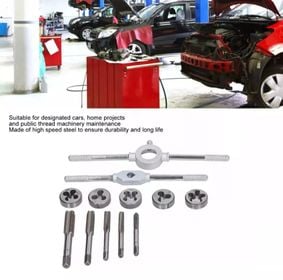 Suitable for designated cars, home projects
and public thread machinery maintenance
Made of high speed steel to ensure durability and long life